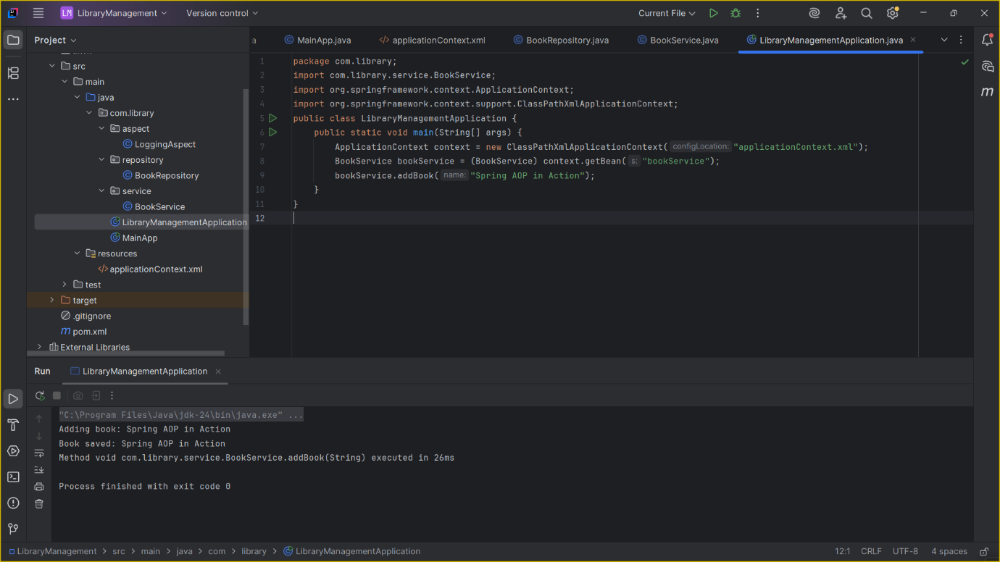 LM LibraryManagement Version control Current File
Project
a MainApp.java applicationContext.xml BookRepository.java BookService.java LibraryManagementApplication.java
src
main
java
com.library
aspect
LoggingAspect
repository
BookRepository
service
BookService
LibraryManagementApplication
MainApp
resources
applicationContext.xml
test
target
.gitignore
pom.xml
External Libraries
1 package com.library;
2 import com.library.service.BookService;
3 import org.springframework.context.ApplicationContext;
4 import org.springframework.context.support.ClassPathXmlApplicationContext;
5 public class LibraryManagementApplication {
6 public static void main(String[] args) {
7 ApplicationContext context = new ClassPathXmlApplicationContext( configLocation: "applicationContext.xml");
8 BookService bookService = (BookService) context.getBean( s: "bookService");
9 bookService.addBook( name: "Spring AOP in Action");
10 }
11 }
12
Run LibraryManagementApplication
"C:\Program Files\Java\jdk-24\bin\java.exe" ...
Adding book: Spring AOP in Action
Book saved: Spring AOP in Action
Method void com.library.service.BookService.addBook(String) executed in 26ms
Process finished with exit code 0
LibraryManagement > src > main > java > com > library > LibraryManagementApplication 12:1 CRLF UTF-8 4 spaces